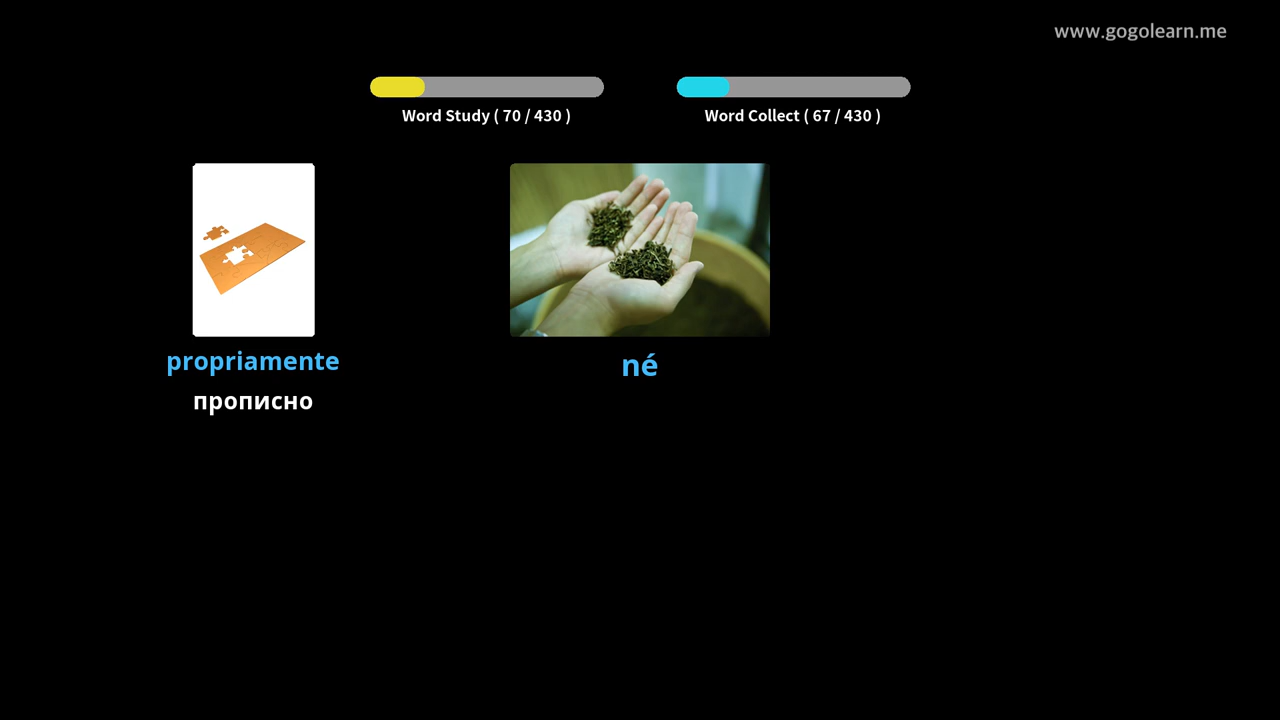 www.gogolearn.me
Word Study ( 70 / 430 )
Word Collect ( 67 / 430 )
propriamente
прописно
né